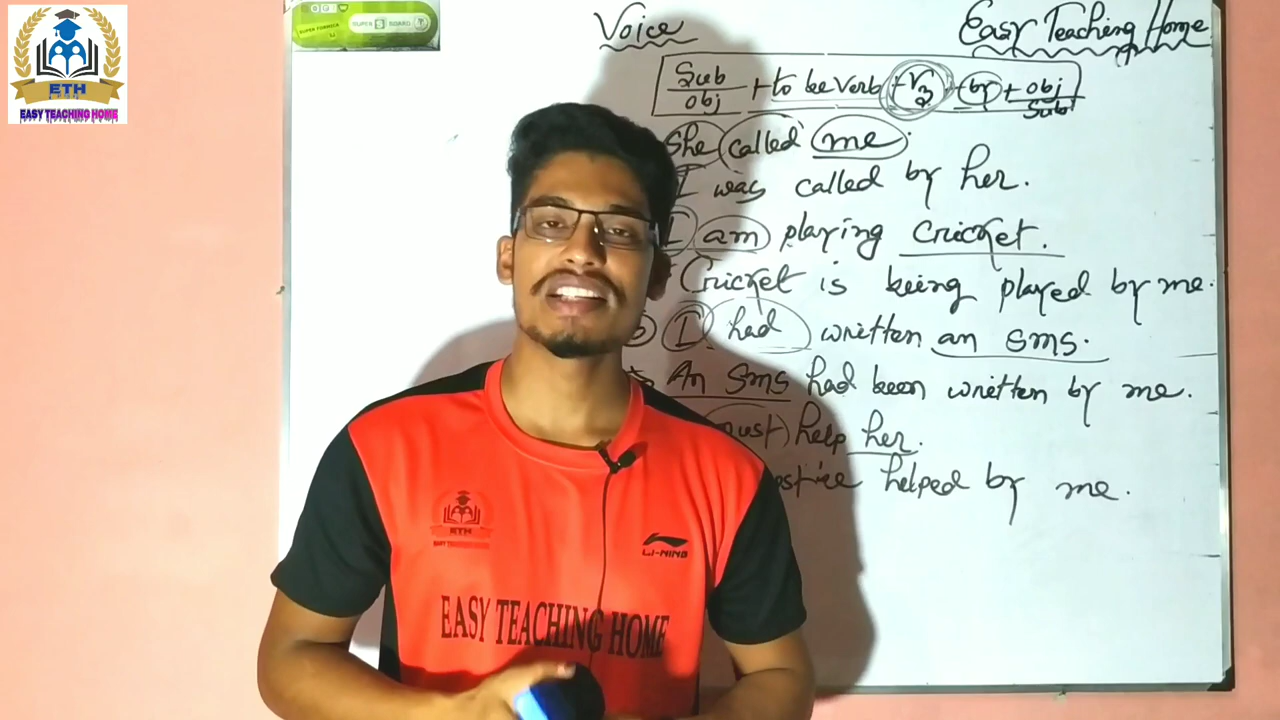 ETH
EASY TEACHING HOME
SUPER BOARD
Voice
Easy Teaching Home
Sub/obj + to be verb + V3 + by + obj/Sub
She called me.
I was called by her.
I am playing cricket.
Cricket is being played by me.
I had written an sms.
An sms had been written by me.
help her.
helped by me.
ETH
LI-NING
EASY TEACHING HOME